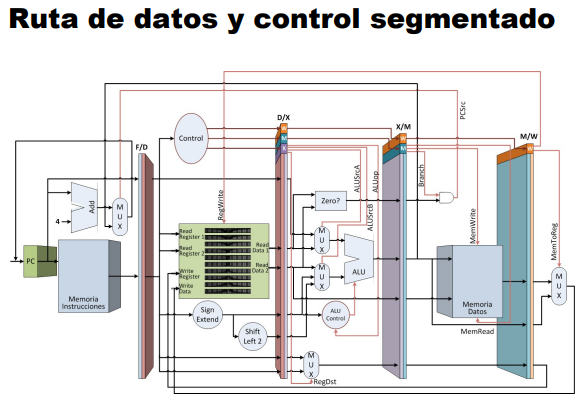 Ruta de datos y control segmentado
D/X
X/M
M/W
F/D
Control
W
M
X
W
M
W
PCSrc
Add
4
M
U
X
RegWrite
ALUSrcA
ALUop
ALUSrcB
Branch
Zero?
MemWrite
MemToReg
PC
Memoria
Instrucciones
Read
Register 1
Read
Register 2
Write
Register
Write
Data
Read
Data 1
Read
Data 2
M
U
X
M
U
X
ALU
Memoria
Datos
M
U
X
Sign
Extend
Shift
Left 2
ALU
Control
MemRead
M
U
X
RegDst